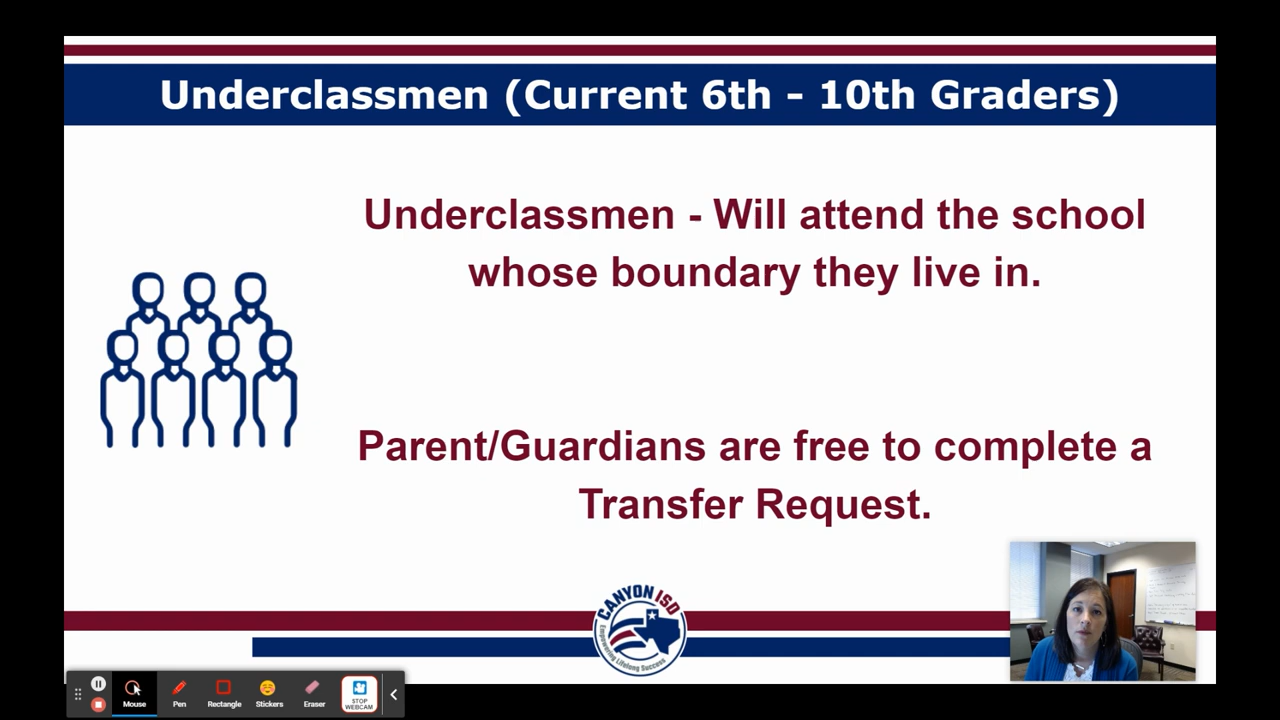 Underclassmen (Current 6th - 10th Graders)
Underclassmen - Will attend the school
whose boundary they live in.
Parent/Guardians are free to complete a
Transfer Request.
CANYON ISD
Empowering Lifelong Success
Mouse
Pen
Rectangle
Stickers
Eraser
STOP
WEBCAM